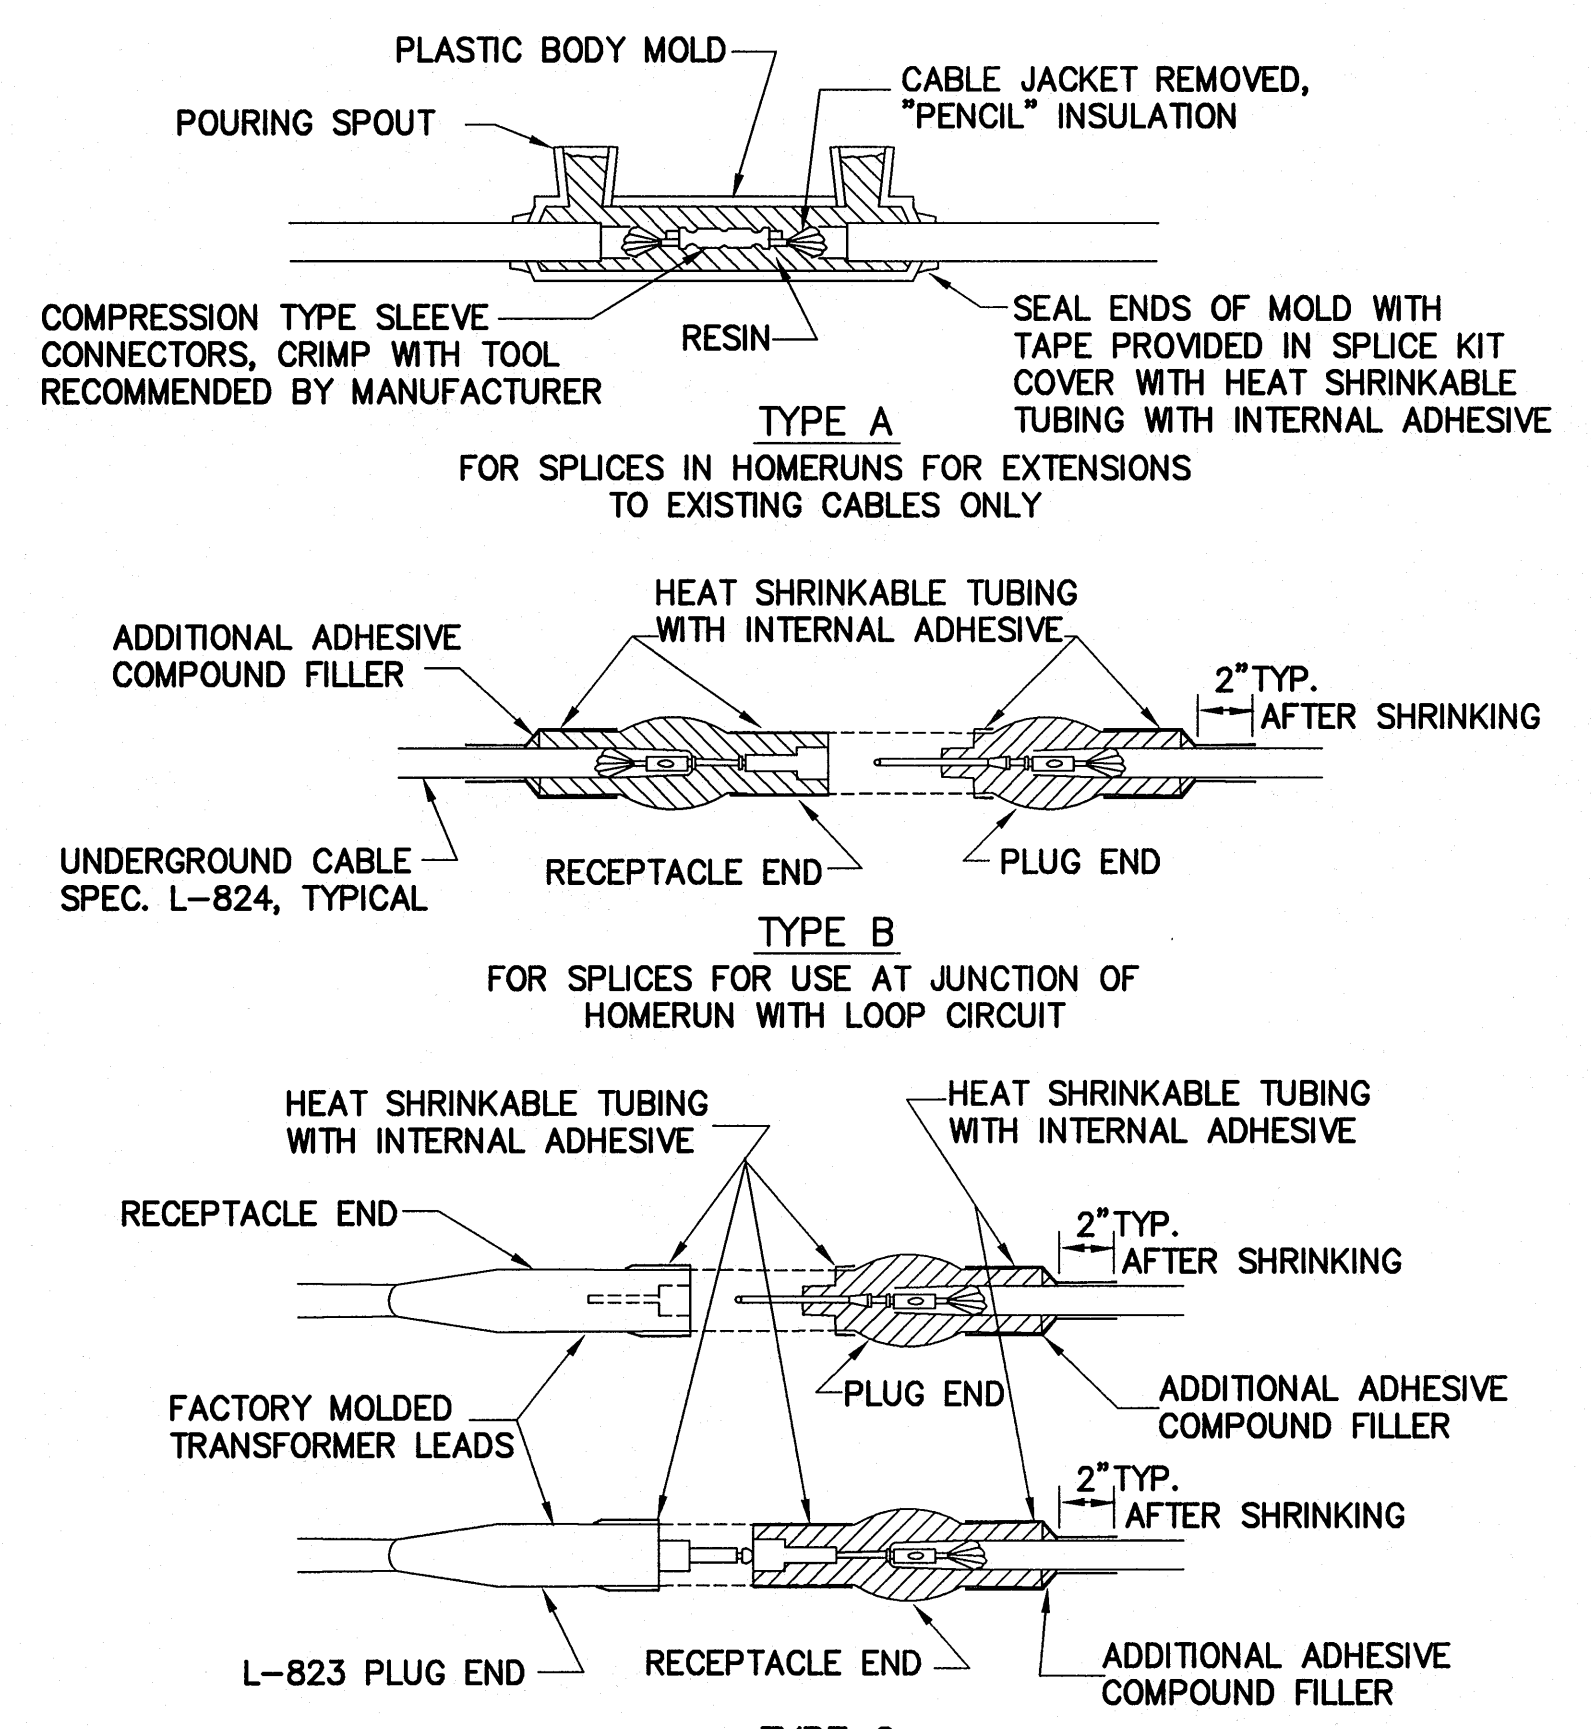 PLASTIC BODY MOLD
CABLE JACKET REMOVED,
"PENCIL" INSULATION
POURING SPOUT
COMPRESSION TYPE SLEEVE
CONNECTORS, CRIMP WITH TOOL
RECOMMENDED BY MANUFACTURER
RESIN
SEAL ENDS OF MOLD WITH
TAPE PROVIDED IN SPLICE KIT
COVER WITH HEAT SHRINKABLE
TUBING WITH INTERNAL ADHESIVE
TYPE A
FOR SPLICES IN HOMERUNS FOR EXTENSIONS
TO EXISTING CABLES ONLY
HEAT SHRINKABLE TUBING
WITH INTERNAL ADHESIVE
ADDITIONAL ADHESIVE
COMPOUND FILLER
2" TYP.
AFTER SHRINKING
UNDERGROUND CABLE
SPEC. L-824, TYPICAL
RECEPTACLE END
PLUG END
TYPE B
FOR SPLICES FOR USE AT JUNCTION OF
HOMERUN WITH LOOP CIRCUIT
HEAT SHRINKABLE TUBING
WITH INTERNAL ADHESIVE
HEAT SHRINKABLE TUBING
WITH INTERNAL ADHESIVE
RECEPTACLE END
2" TYP.
AFTER SHRINKING
PLUG END
FACTORY MOLDED
TRANSFORMER LEADS
ADDITIONAL ADHESIVE
COMPOUND FILLER
2" TYP.
AFTER SHRINKING
L-823 PLUG END
RECEPTACLE END
ADDITIONAL ADHESIVE
COMPOUND FILLER